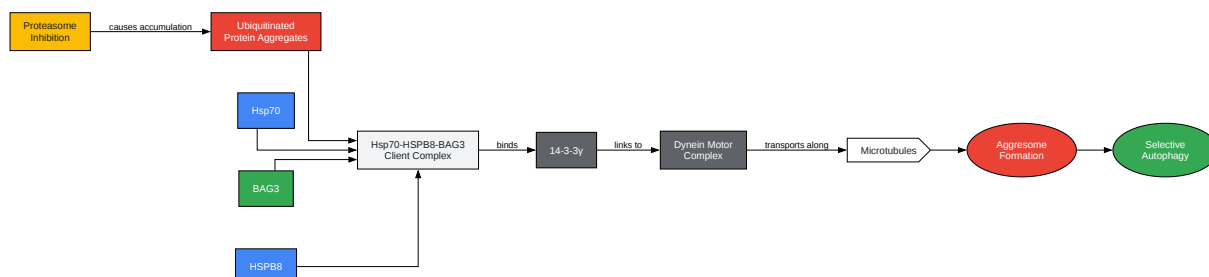 Proteasome
Inhibition
causes accumulation
Ubiquitinated
Protein Aggregates
Hsp70
Hsp70-HSPB8-BAG3
Client Complex
binds
14-3-3γ
links to
Dynein Motor
Complex
transports along
Microtubules
Aggresome
Formation
Selective
Autophagy
BAG3
HSPB8